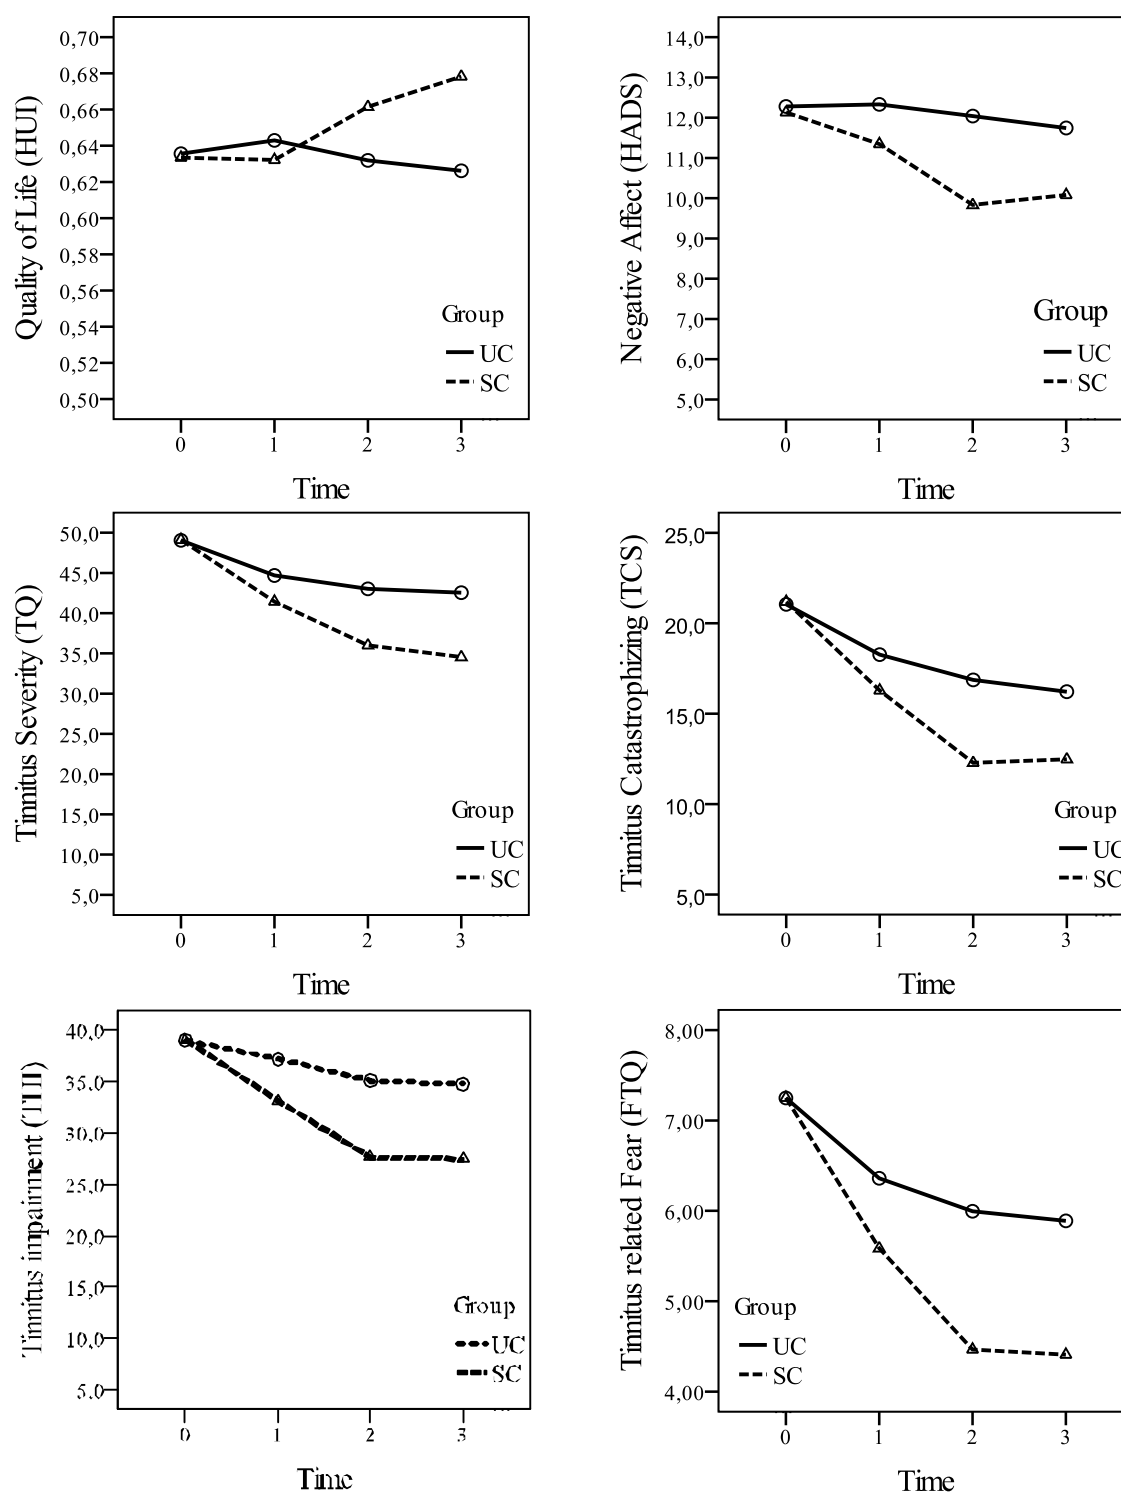 Quality of Life (HUI)
0,70
0,68
0,66
0,64
0,62
0,60
0,58
0,56
0,54
0,52
0,50
Group
UC
SC
0 1 2 3
Time
Negative Affect (HADS)
14,0
13,0
12,0
11,0
10,0
9,0
8,0
7,0
6,0
5,0
Group
UC
SC
0 1 2 3
Time
Tinnitus Severity (TQ)
50,0
45,0
40,0
35,0
30,0
25,0
20,0
15,0
10,0
5,0
Group
UC
SC
0 1 2 3
Time
Tinnitus Catastrophizing (TCS)
25,0
20,0
15,0
10,0
5,0
Group
UC
SC
0 1 2 3
Time
Tinnitus impairment (THI)
40,0
35,0
30,0
25,0
20,0
15,0
10,0
5,0
Group
UC
SC
0 1 2 3
Time
Tinnitus related Fear (FTQ)
8,00
7,00
6,00
5,00
4,00
Group
UC
SC
0 1 2 3
Time